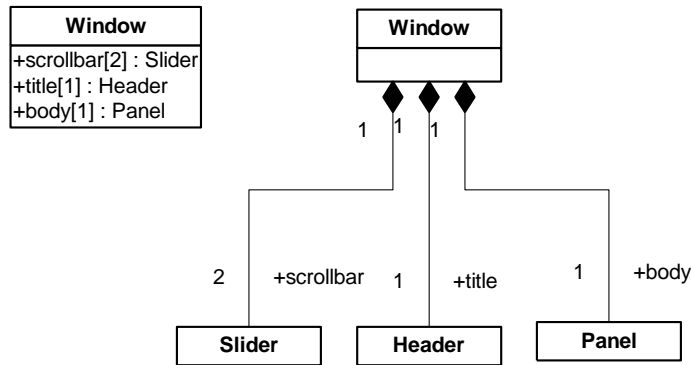 Window
+scrollbar[2] : Slider
+title[1] : Header
+body[1] : Panel
Window
1 1 1
2 +scrollbar 1 +title 1 +body
Slider Header Panel